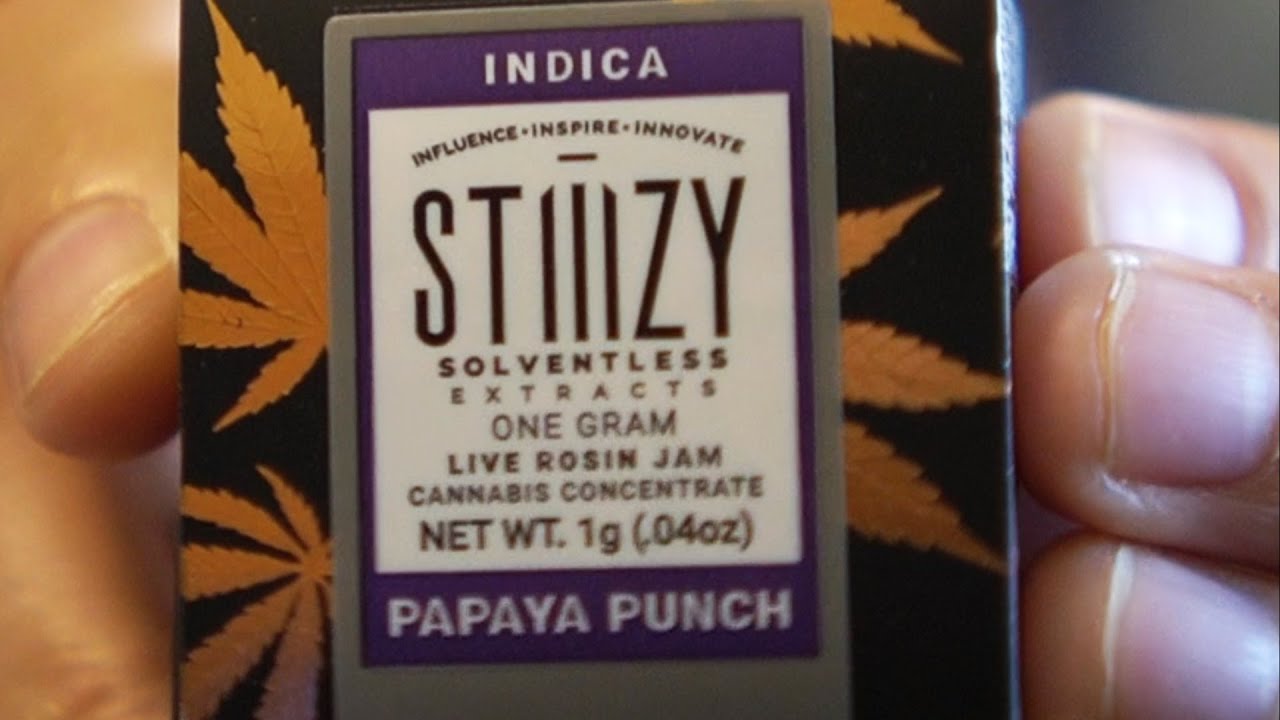 INDICA
INFLUENCE•INSPIRE•INNOVATE
STIIIZY
SOLVENTLESS
EXTRACTS
ONE GRAM
LIVE ROSIN JAM
CANNABIS CONCENTRATE
NET WT. 1g (.04oz)
PAPAYA PUNCH